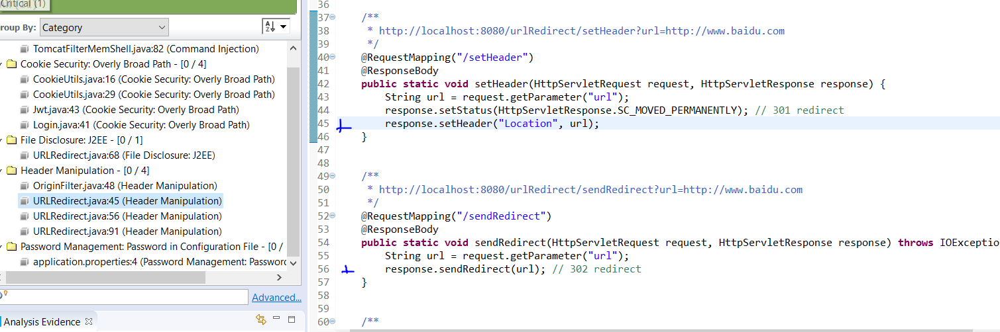 Critical (1)
roup By:
Category
TomcatFilterMemShell.java:82 (Command Injection)
Cookie Security: Overly Broad Path - [0 / 4]
CookieUtils.java:16 (Cookie Security: Overly Broad Path)
CookieUtils.java:29 (Cookie Security: Overly Broad Path)
Jwt.java:43 (Cookie Security: Overly Broad Path)
Login.java:41 (Cookie Security: Overly Broad Path)
File Disclosure: J2EE - [0 / 1]
URLRedirect.java:68 (File Disclosure: J2EE)
Header Manipulation - [0 / 4]
OriginFilter.java:48 (Header Manipulation)
URLRedirect.java:45 (Header Manipulation)
URLRedirect.java:56 (Header Manipulation)
URLRedirect.java:91 (Header Manipulation)
Password Management: Password in Configuration File - [0 /
application.properties:4 (Password Management: Password
Advanced...
Analysis Evidence
36
37 /**
38 * http://localhost:8080/urlRedirect/setHeader?url=http://www.baidu.com
39 */
40 @RequestMapping("/setHeader")
41 @ResponseBody
42 public static void setHeader(HttpServletRequest request, HttpServletResponse response) {
43 String url = request.getParameter("url");
44 response.setStatus(HttpServletResponse.SC_MOVED_PERMANENTLY); // 301 redirect
45 response.setHeader("Location", url);
46 }
47
48
49 /**
50 * http://localhost:8080/urlRedirect/sendRedirect?url=http://www.baidu.com
51 */
52 @RequestMapping("/sendRedirect")
53 @ResponseBody
54 public static void sendRedirect(HttpServletRequest request, HttpServletResponse response) throws IOExceptio
55 String url = request.getParameter("url");
56 response.sendRedirect(url); // 302 redirect
57 }
58
59
60 /**